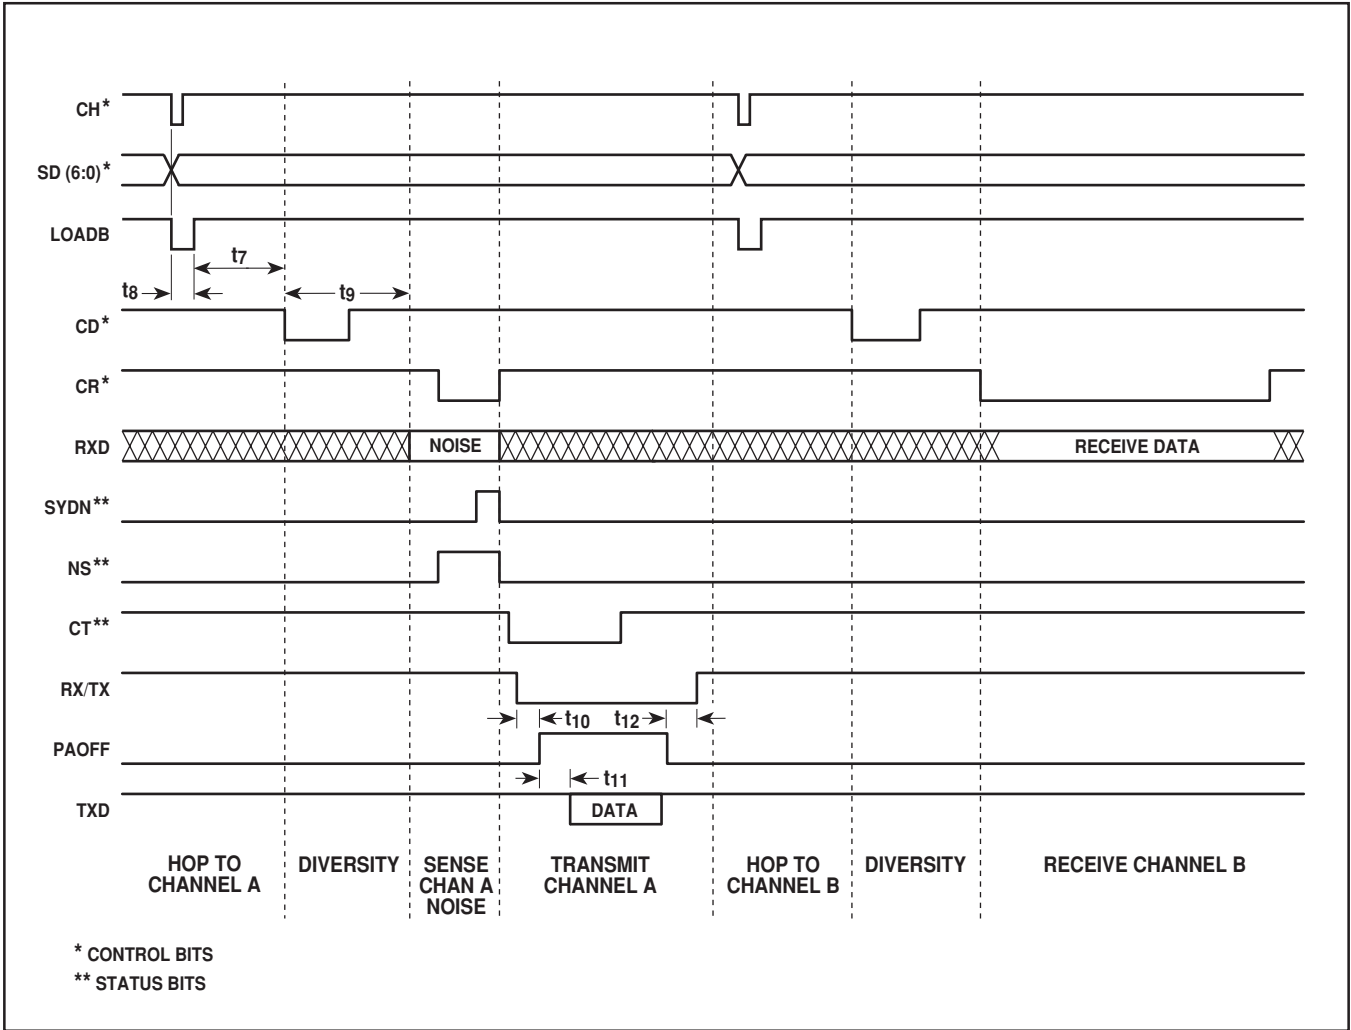 CH*
SD (6:0)*
LOADB
t7
t8
t9
CD*
CR*
RXD
NOISE
RECEIVE DATA
SYDN**
NS**
CT**
RX/TX
t10
t12
PAOFF
t11
TXD
DATA
HOP TO
CHANNEL A
DIVERSITY
SENSE
CHAN A
NOISE
TRANSMIT
CHANNEL A
HOP TO
CHANNEL B
DIVERSITY
RECEIVE CHANNEL B
* CONTROL BITS
** STATUS BITS